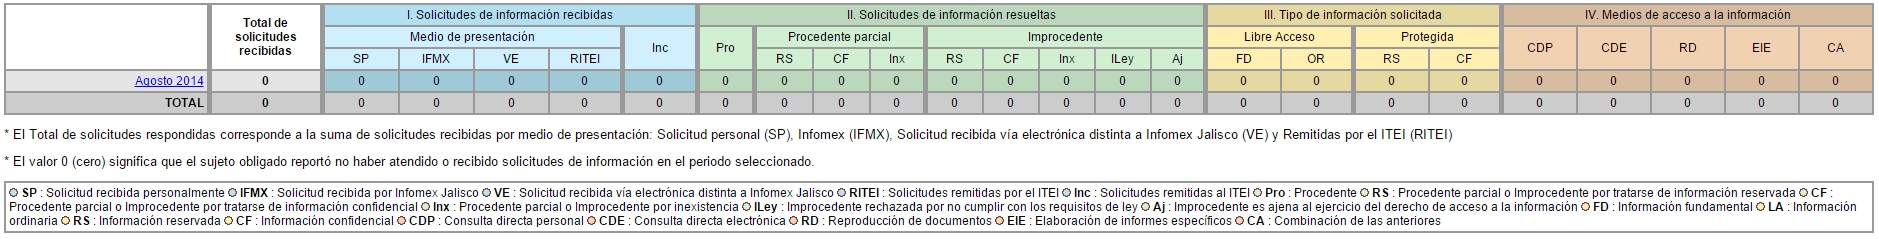 Total de solicitudes recibidas
I. Solicitudes de información recibidas
II. Solicitudes de información resueltas
III. Tipo de información solicitada
IV. Medios de acceso a la información
Medio de presentación
Inc
Pro
Procedente parcial
Improcedente
Libre Acceso
Protegida
CDP
CDE
RD
EIE
CA
SP IFMX VE RITEI RS CF Inx RS CF Inx ILey Aj FD OR RS CF
Agosto 2014 0 0 0 0 0 0 0 0 0 0 0 0 0 0 0 0 0 0 0 0 0 0 0 0
TOTAL 0 0 0 0 0 0 0 0 0 0 0 0 0 0 0 0 0 0 0 0 0 0 0 0
* El Total de solicitudes respondidas corresponde a la suma de solicitudes recibidas por medio de presentación: Solicitud personal (SP), Infomex (IFMX), Solicitud recibida vía electrónica distinta a Infomex Jalisco (VE) y Remitidas por el ITEI (RITEI)
* El valor 0 (cero) significa que el sujeto obligado reportó no haber atendido o recibido solicitudes de información en el periodo seleccionado.
SP : Solicitud recibida personalmente IFMX : Solicitud recibida por Infomex Jalisco VE : Solicitud recibida vía electrónica distinta a Infomex Jalisco RITEI : Solicitudes remitidas por el ITEI Inc : Solicitudes remitidas al ITEI Pro : Procedente RS : Procedente parcial o Improcedente por tratarse de información reservada CF :
Procedente parcial o Improcedente por tratarse de información confidencial Inx : Procedente parcial o Improcedente por inexistencia ILey : Improcedente rechazada por no cumplir con los requisitos de ley Aj : Improcedente es ajena al ejercicio del derecho de acceso a la información FD : Información fundamental LA : Información
ordinaria RS : Información reservada CF : Información confidencial CDP : Consulta directa personal CDE : Consulta directa electrónica RD : Reproducción de documentos EIE : Elaboración de informes específicos CA : Combinación de las anteriores